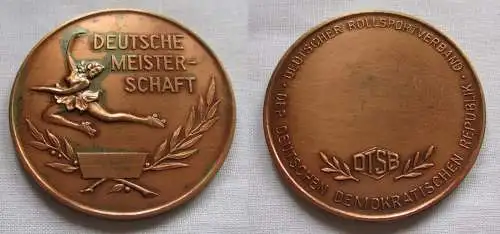 DEUTSCHE
MEISTER-
SCHAFT
· DEUTSCHER ROLLSPORTVERBAND ·
DER DEUTSCHEN DEMOKRATISCHEN REPUBLIK
DTSB